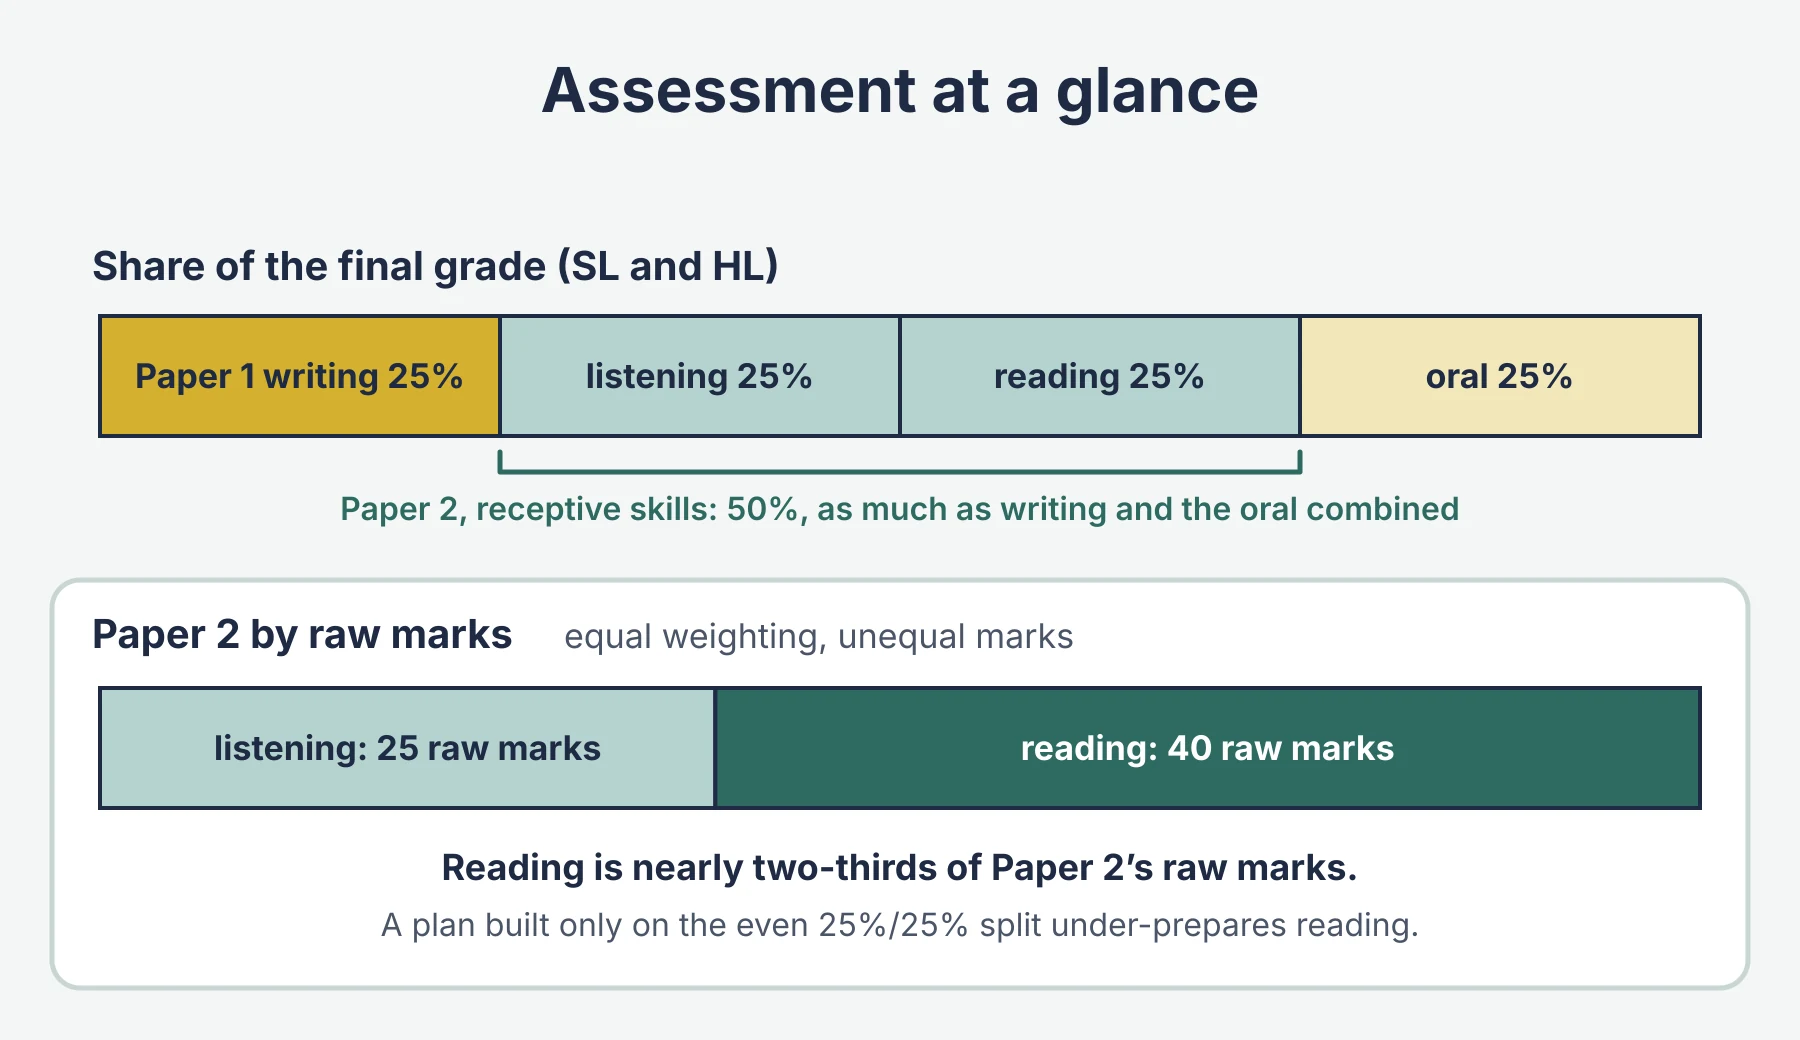 Assessment at a glance
Share of the final grade (SL and HL)
Paper 1 writing 25%
listening 25%
reading 25%
oral 25%
Paper 2, receptive skills: 50%, as much as writing and the oral combined
Paper 2 by raw marks
equal weighting, unequal marks
listening: 25 raw marks
reading: 40 raw marks
Reading is nearly two-thirds of Paper 2’s raw marks.
A plan built only on the even 25%/25% split under-prepares reading.